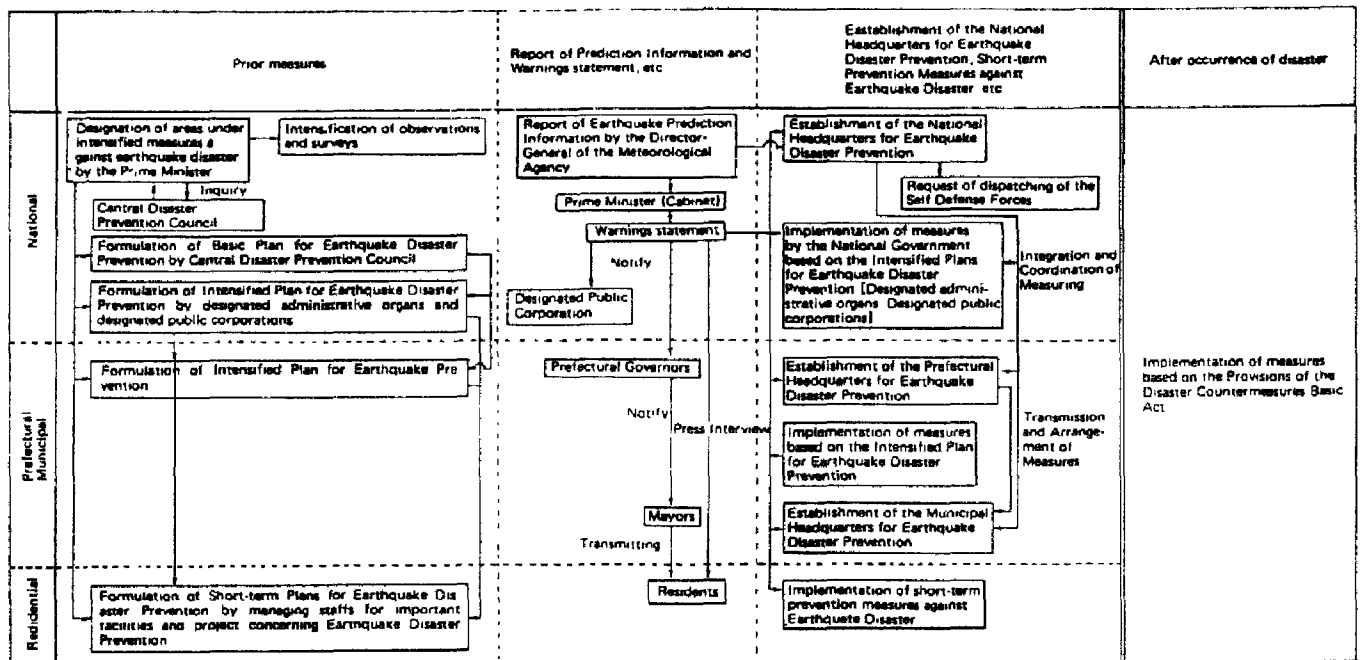 Prior measures
Report of Prediction Information and
Warnings statement, etc
Eastablishment of the National
Headquarters for Earthquake
Disaster Prevention, Short-term
Prevention Measures against
Earthquake Disaster etc
After occurrence of disaster
National
Designation of areas under
intensified measures a
gainst earthquake disaster
by the Prime Minister
Intensification of observations
and surveys
Inquiry
Central Disaster
Prevention Council
Formulation of Basic Plan for Earthquake Disaster
Prevention by Central Disaster Prevention Council
Formulation of Intensified Plan for Earthquake Disaster
Prevention by designated administrative organs and
designated public corporations
Report of Earthquake Prediction
Information by the Director-
General of the Meteorological
Agency
Prime Minister (Cabinet)
Warnings statement
Notify
Designated Public
Corporation
Establishment of the National
Headquarters for Earthquake
Disaster Prevention
Request of dispatching of the
Self Defense Forces
Implementation of measures
by the National Government
based on the Intensified Plans
for Earthquake Disaster
Prevention [Designated admini-
strative organs Designated public
corporations]
Integration and
Coordination of
Measuring
Prefectural
Municipal
Formulation of Intensified Plan for Earthquake Pre
vention
Prefectural Governors
Notify
Press Interview
Mayors
Transmitting
Establishment of the Prefectural
Headquarters for Earthquake
Disaster Prevention
Implementation of measures
based on the Intensified Plan
for Earthquake Disaster
Prevention
Establishment of the Municipal
Headquarters for Earthquake
Disaster Prevention
Transmission
and Arrange-
ment of
Measures
Implementation of measures
based on the Provisions of the
Disaster Countermeasures Basic
Act
Redidential
Formulation of Short-term Plans for Earthquake Dis
aster Prevention by managing staffs for important
facilities and project concerning Earthquake Disaster
Prevention
Residents
Implementation of short-term
prevention measures against
Earthquete Disaster